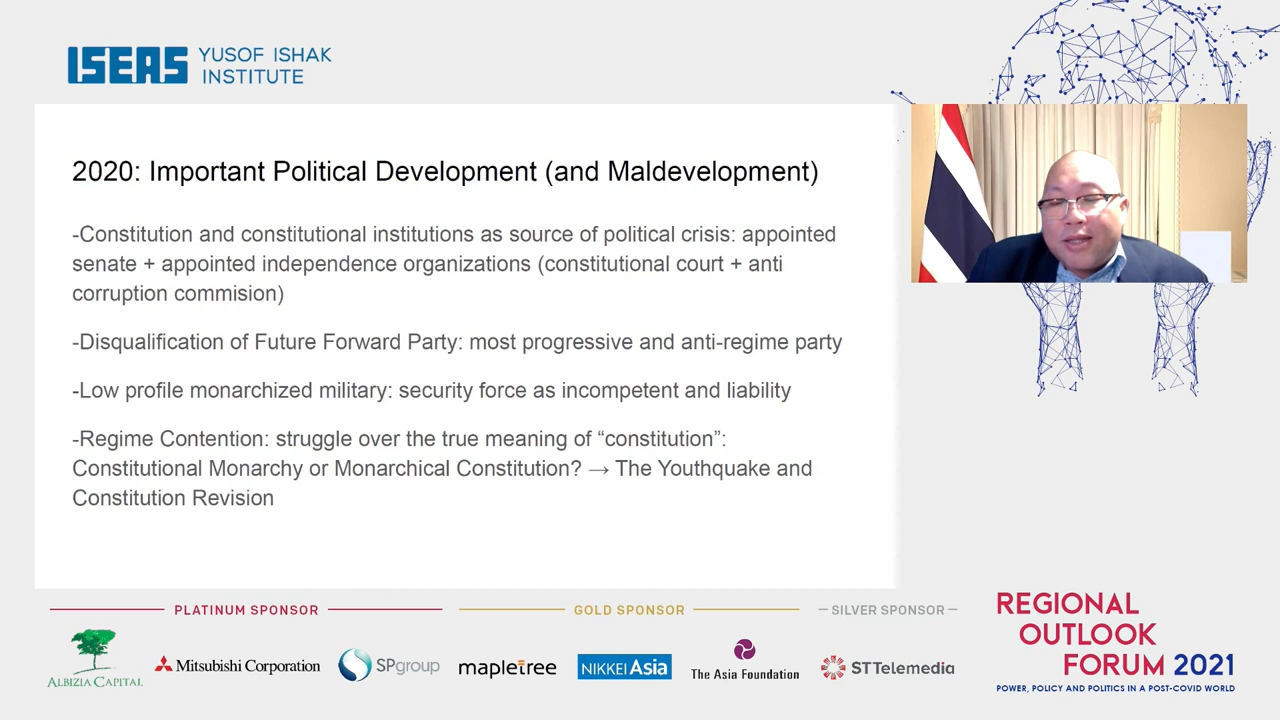 ISEAS YUSOF ISHAK
INSTITUTE
2020: Important Political Development (and Maldevelopment)
-Constitution and constitutional institutions as source of political crisis: appointed
senate + appointed independence organizations (constitutional court + anti
corruption commision)
-Disqualification of Future Forward Party: most progressive and anti-regime party
-Low profile monarchized military: security force as incompetent and liability
-Regime Contention: struggle over the true meaning of “constitution”:
Constitutional Monarchy or Monarchical Constitution? → The Youthquake and
Constitution Revision
PLATINUM SPONSOR
GOLD SPONSOR
SILVER SPONSOR
ALBIZIA CAPITAL
Mitsubishi Corporation
SPgroup
mapletree
NIKKEI Asia
The Asia Foundation
ST Telemedia
REGIONAL
OUTLOOK
FORUM 2021
POWER, POLICY AND POLITICS IN A POST-COVID WORLD